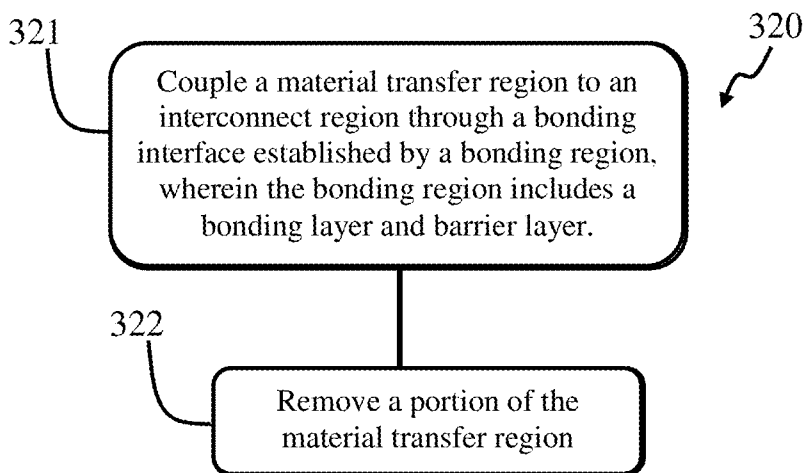 321
320
Couple a material transfer region to an
interconnect region through a bonding
interface established by a bonding region,
wherein the bonding region includes a
bonding layer and barrier layer.
322
Remove a portion of the
material transfer region